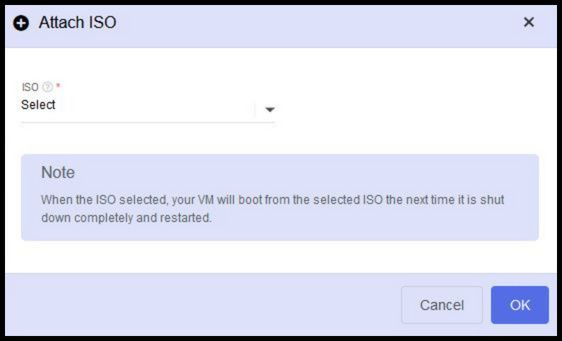 Attach ISO
ISO ? *
Select
Note
When the ISO selected, your VM will boot from the selected ISO the next time it is shut
down completely and restarted.
Cancel
OK